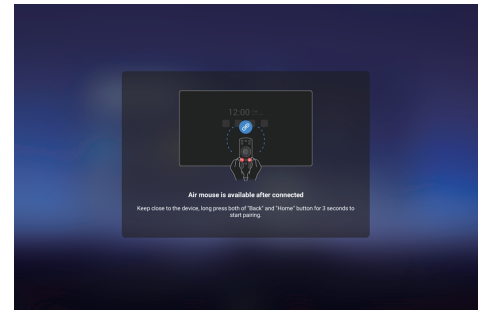 12:00
Air mouse is available after connected
Keep close to the device, long press both of "Back" and "Home" button for 3 seconds to
start pairing.